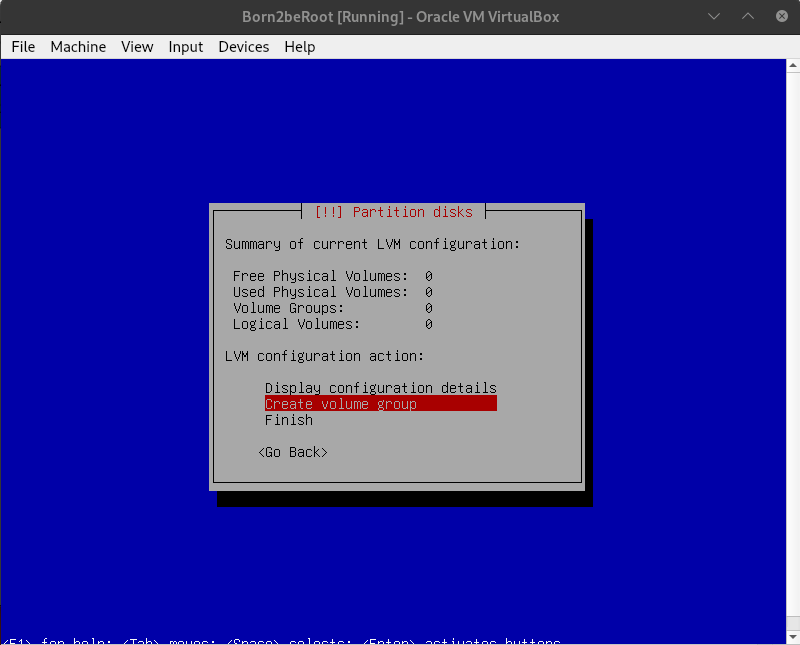 Born2beRoot [Running] - Oracle VM VirtualBox
File Machine View Input Devices Help
[!!] Partition disks
Summary of current LVM configuration:
Free Physical Volumes: 0
Used Physical Volumes: 0
Volume Groups: 0
Logical Volumes: 0
LVM configuration action:
Display configuration details
Create volume group
Finish
<Go Back>
<F1> for help; <Tab> moves; <Space> selects; <Enter> activates buttons